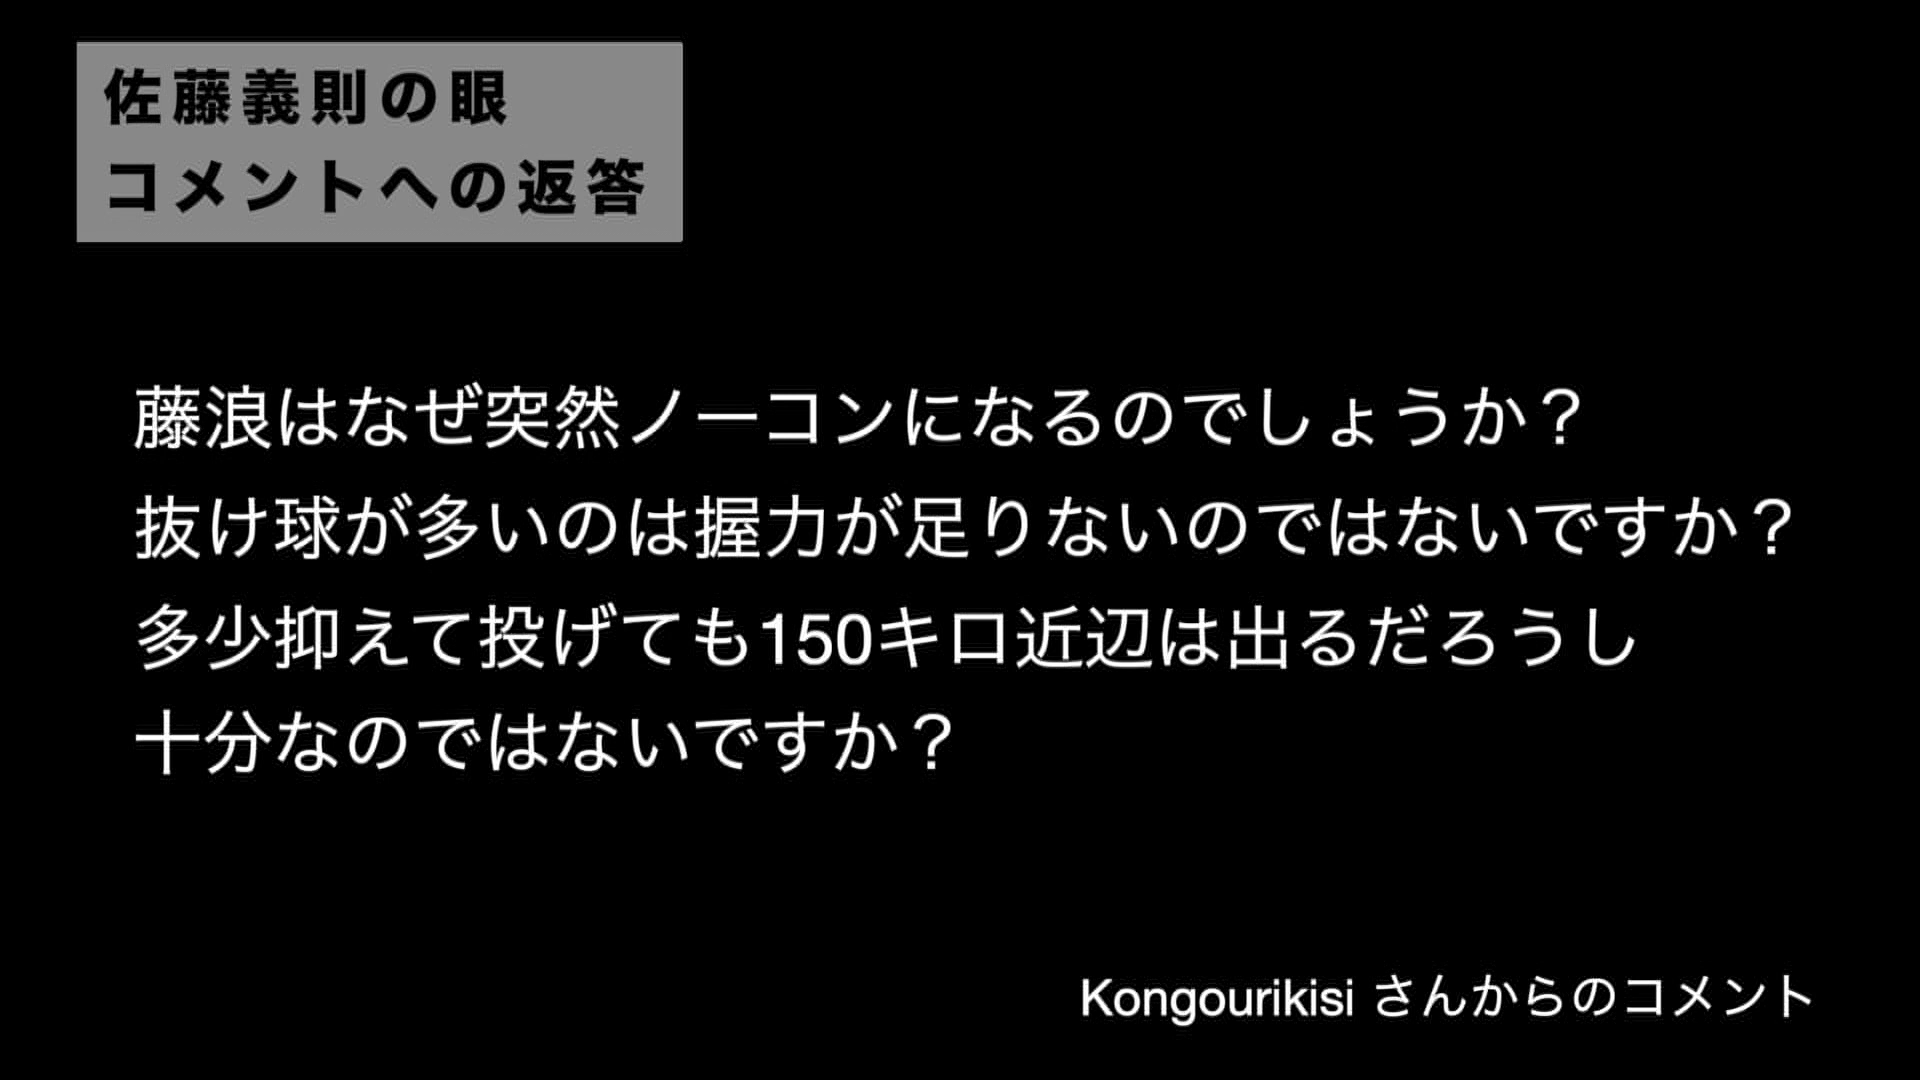 佐藤義則の眼
コメントへの返答
藤浪はなぜ突然ノーコンになるのでしょうか？
抜け球が多いのは握力が足りないのではないですか？
多少抑えて投げても150キロ近辺は出るだろうし
十分なのではないですか？
Kongourikisi さんからのコメント